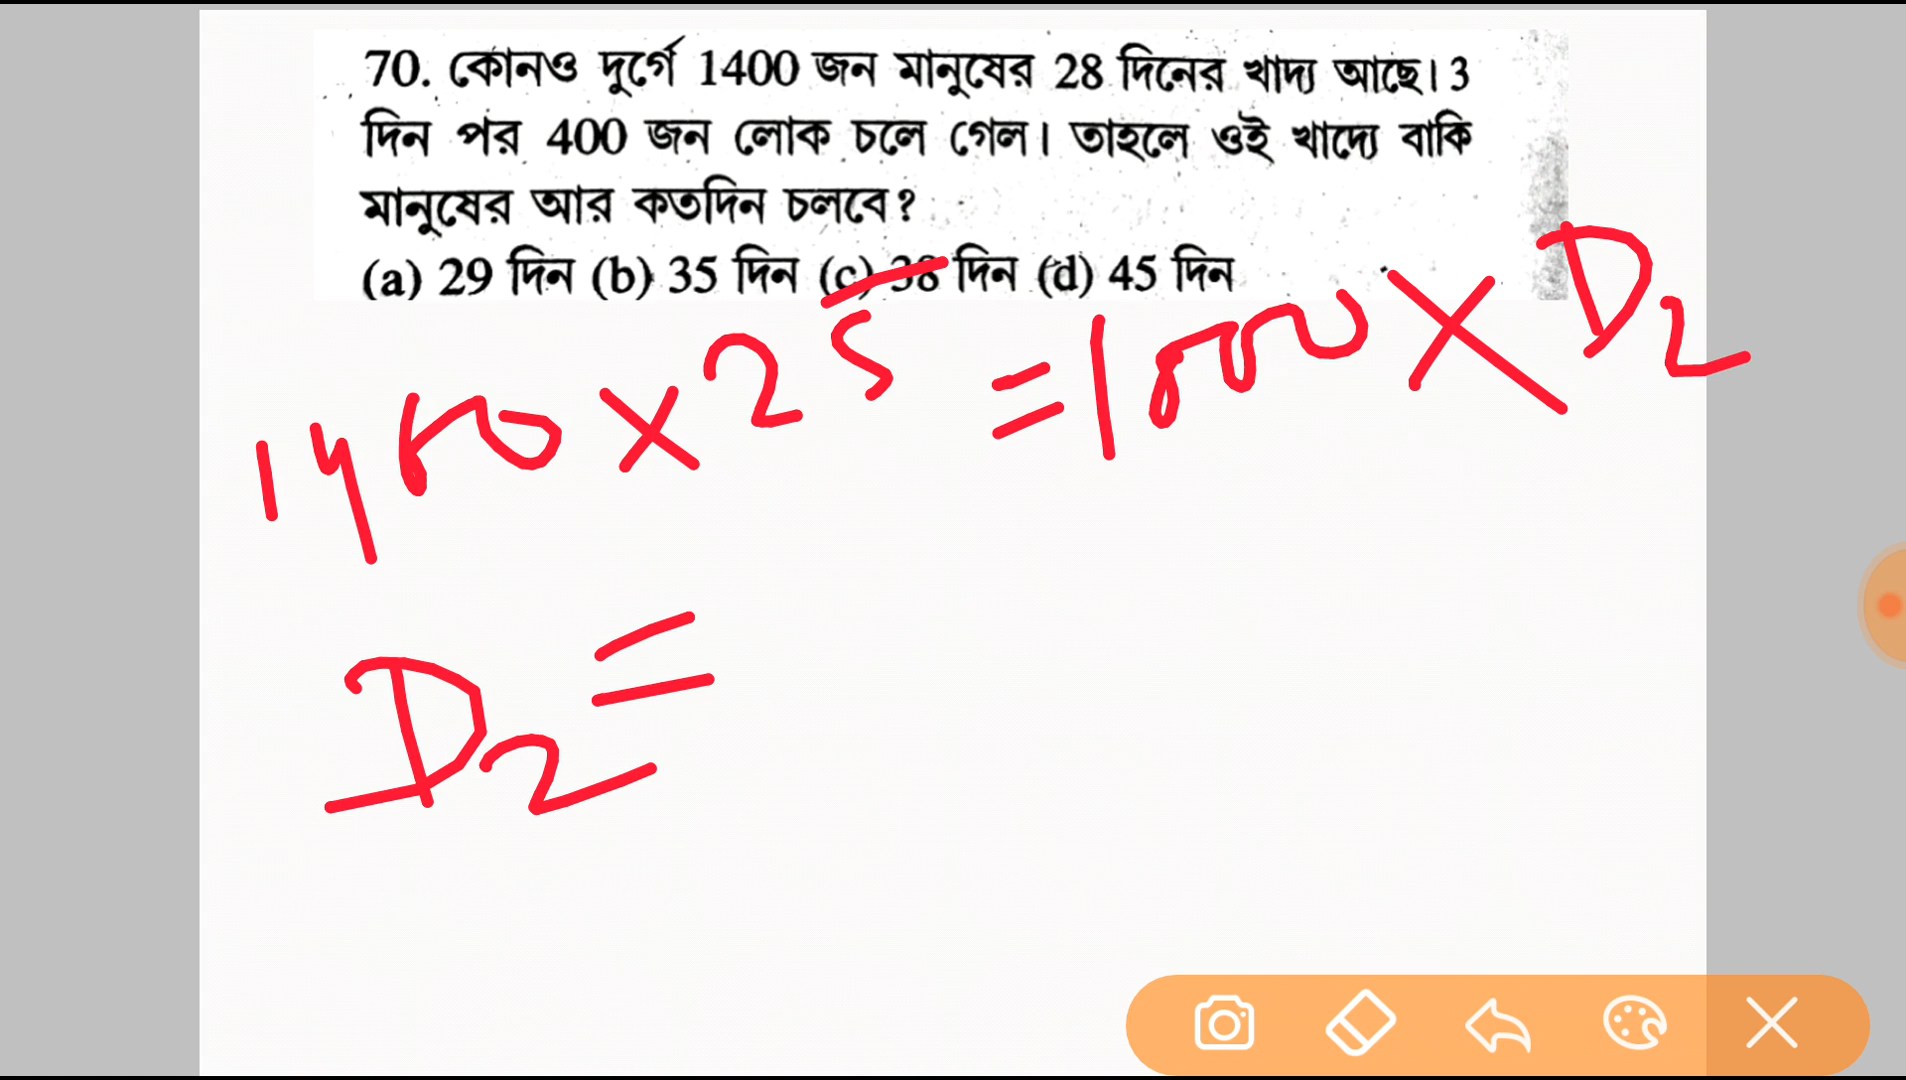 70. কোনও দুর্গে 1400 জন মানুষের 28 দিনের খাদ্য আছে। 3
দিন পর 400 জন লোক চলে গেল। তাহলে ওই খাদ্যে বাকি
মানুষের আর কতদিন চলবে?
(a) 29 দিন (b) 35 দিন (c) 38 দিন (d) 45 দিন
1400 × 25 = 1000 × D2
D2 =